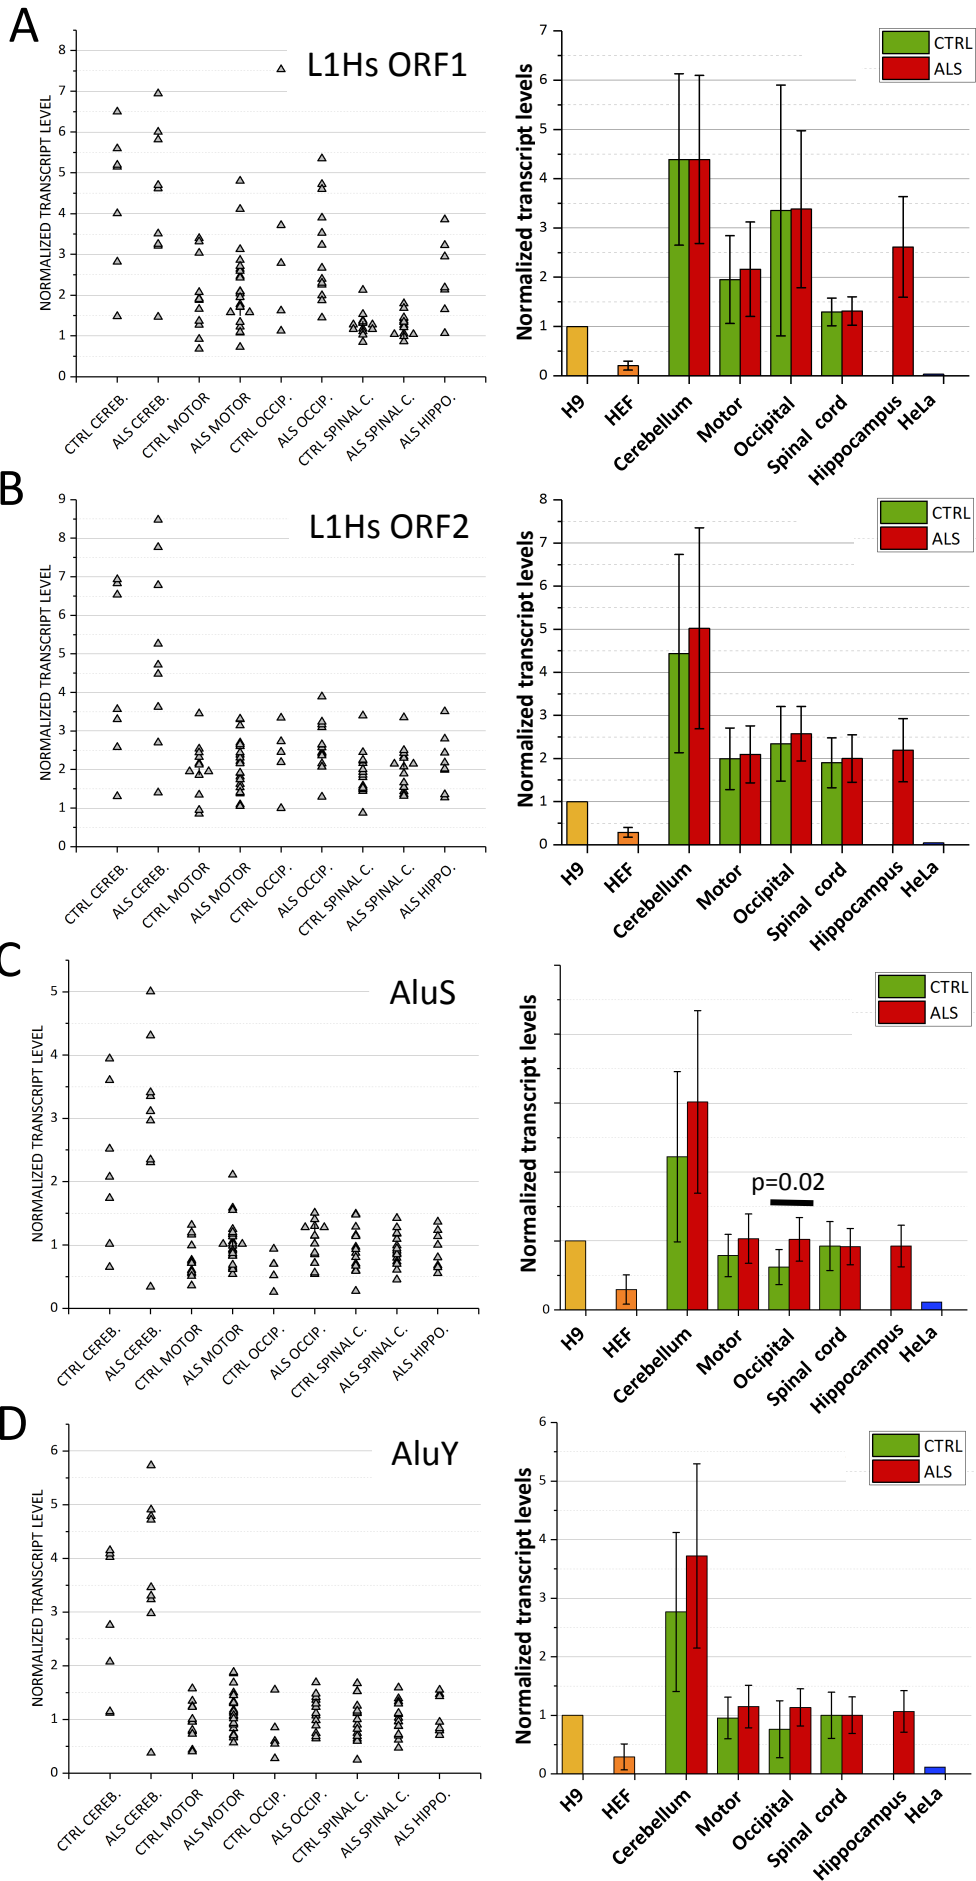 A
L1Hs ORF1
NORMALIZED TRANSCRIPT LEVEL
8
7
6
5
4
3
2
1
0
CTRL CEREB.
ALS CEREB.
CTRL MOTOR
ALS MOTOR
CTRL OCCIP.
ALS OCCIP.
CTRL SPINAL C.
ALS SPINAL C.
ALS HIPPO.
Normalized transcript levels
7
6
5
4
3
2
1
0
CTRL
ALS
H9
HEF
Cerebellum
Motor
Occipital
Spinal cord
Hippocampus
HeLa
B
L1Hs ORF2
NORMALIZED TRANSCRIPT LEVEL
9
8
7
6
5
4
3
2
1
0
CTRL CEREB.
ALS CEREB.
CTRL MOTOR
ALS MOTOR
CTRL OCCIP.
ALS OCCIP.
CTRL SPINAL C.
ALS SPINAL C.
ALS HIPPO.
Normalized transcript levels
8
7
6
5
4
3
2
1
0
CTRL
ALS
H9
HEF
Cerebellum
Motor
Occipital
Spinal cord
Hippocampus
HeLa
C
AluS
NORMALIZED TRANSCRIPT LEVEL
5
4
3
2
1
0
CTRL CEREB.
ALS CEREB.
CTRL MOTOR
ALS MOTOR
CTRL OCCIP.
ALS OCCIP.
CTRL SPINAL C.
ALS SPINAL C.
ALS HIPPO.
Normalized transcript levels
5
4
3
2
1
0
CTRL
ALS
p=0.02
H9
HEF
Cerebellum
Motor
Occipital
Spinal cord
Hippocampus
HeLa
D
AluY
NORMALIZED TRANSCRIPT LEVEL
6
5
4
3
2
1
0
CTRL CEREB.
ALS CEREB.
CTRL MOTOR
ALS MOTOR
CTRL OCCIP.
ALS OCCIP.
CTRL SPINAL C.
ALS SPINAL C.
ALS HIPPO.
Normalized transcript levels
6
5
4
3
2
1
0
CTRL
ALS
H9
HEF
Cerebellum
Motor
Occipital
Spinal cord
Hippocampus
HeLa